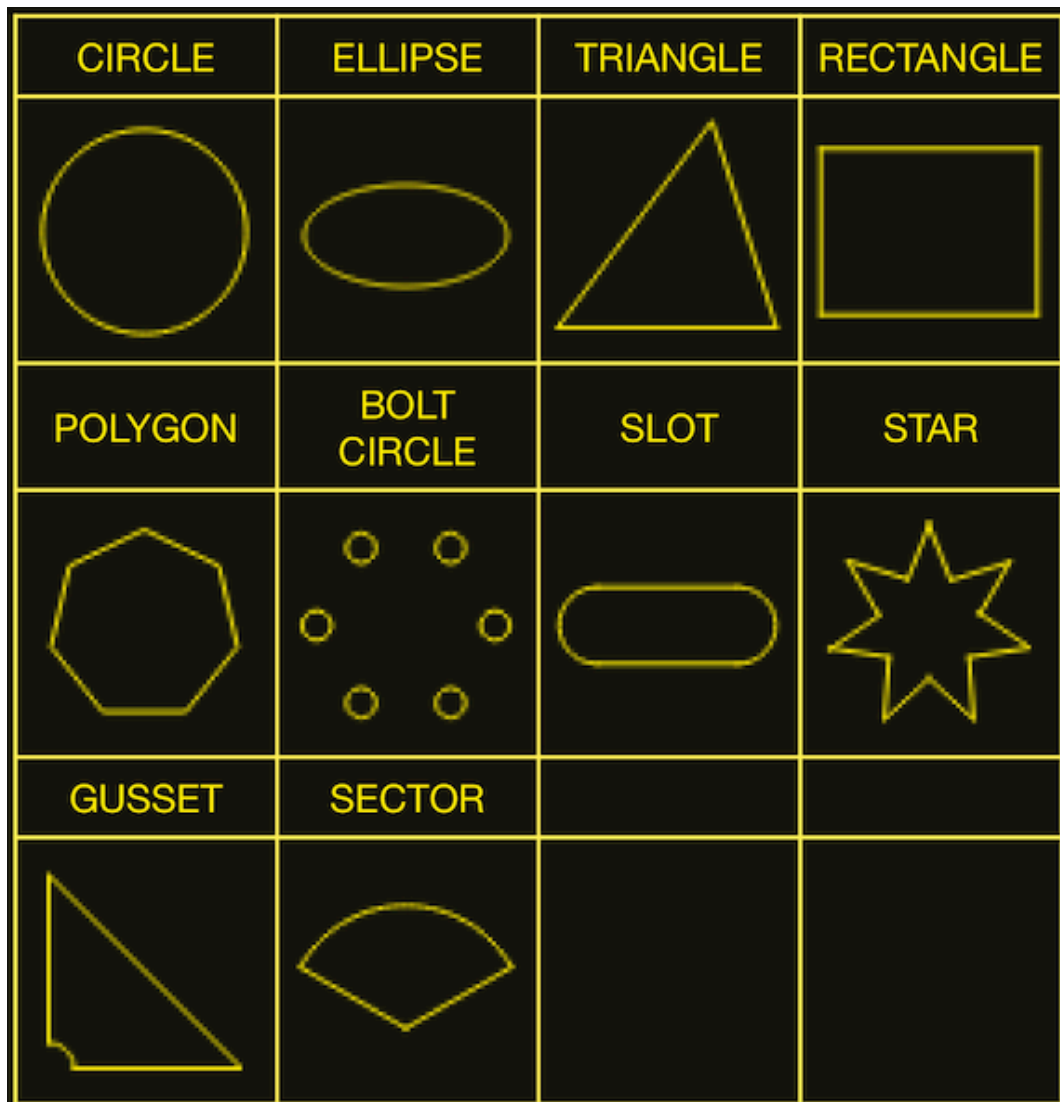 CIRCLE
ELLIPSE
TRIANGLE
RECTANGLE
POLYGON
BOLT
CIRCLE
SLOT
STAR
GUSSET
SECTOR